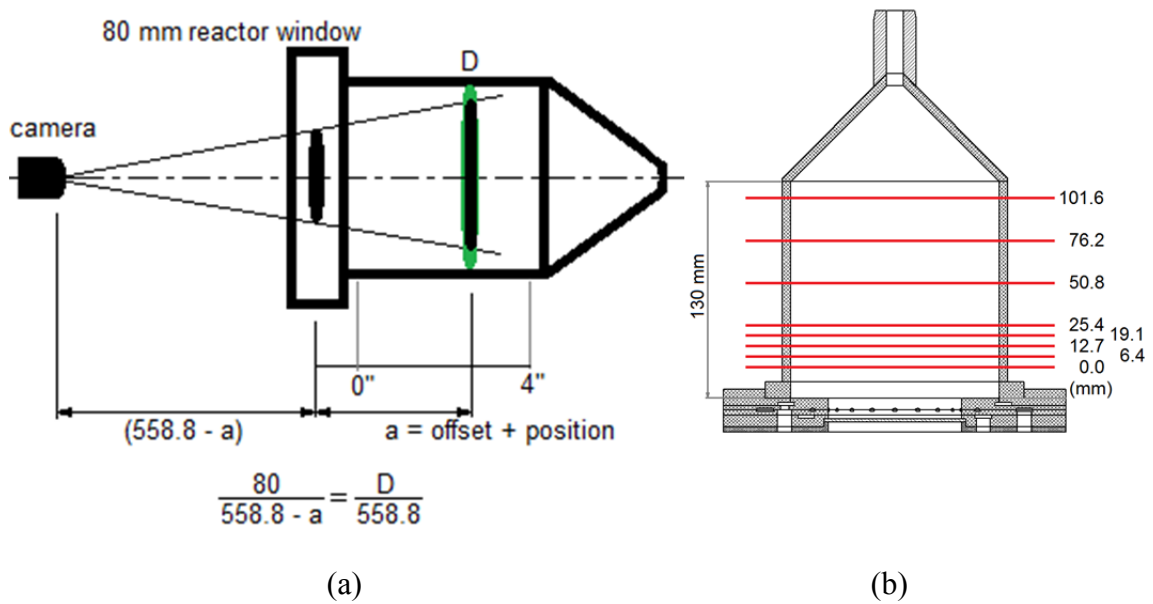 80 mm reactor window
D
camera
0"
4"
(558.8 - a)
a = offset + position
80
558.8 - a
=
D
558.8
(a)
101.6
76.2
50.8
25.4
19.1
12.7
6.4
0.0
(mm)
130 mm
(b)